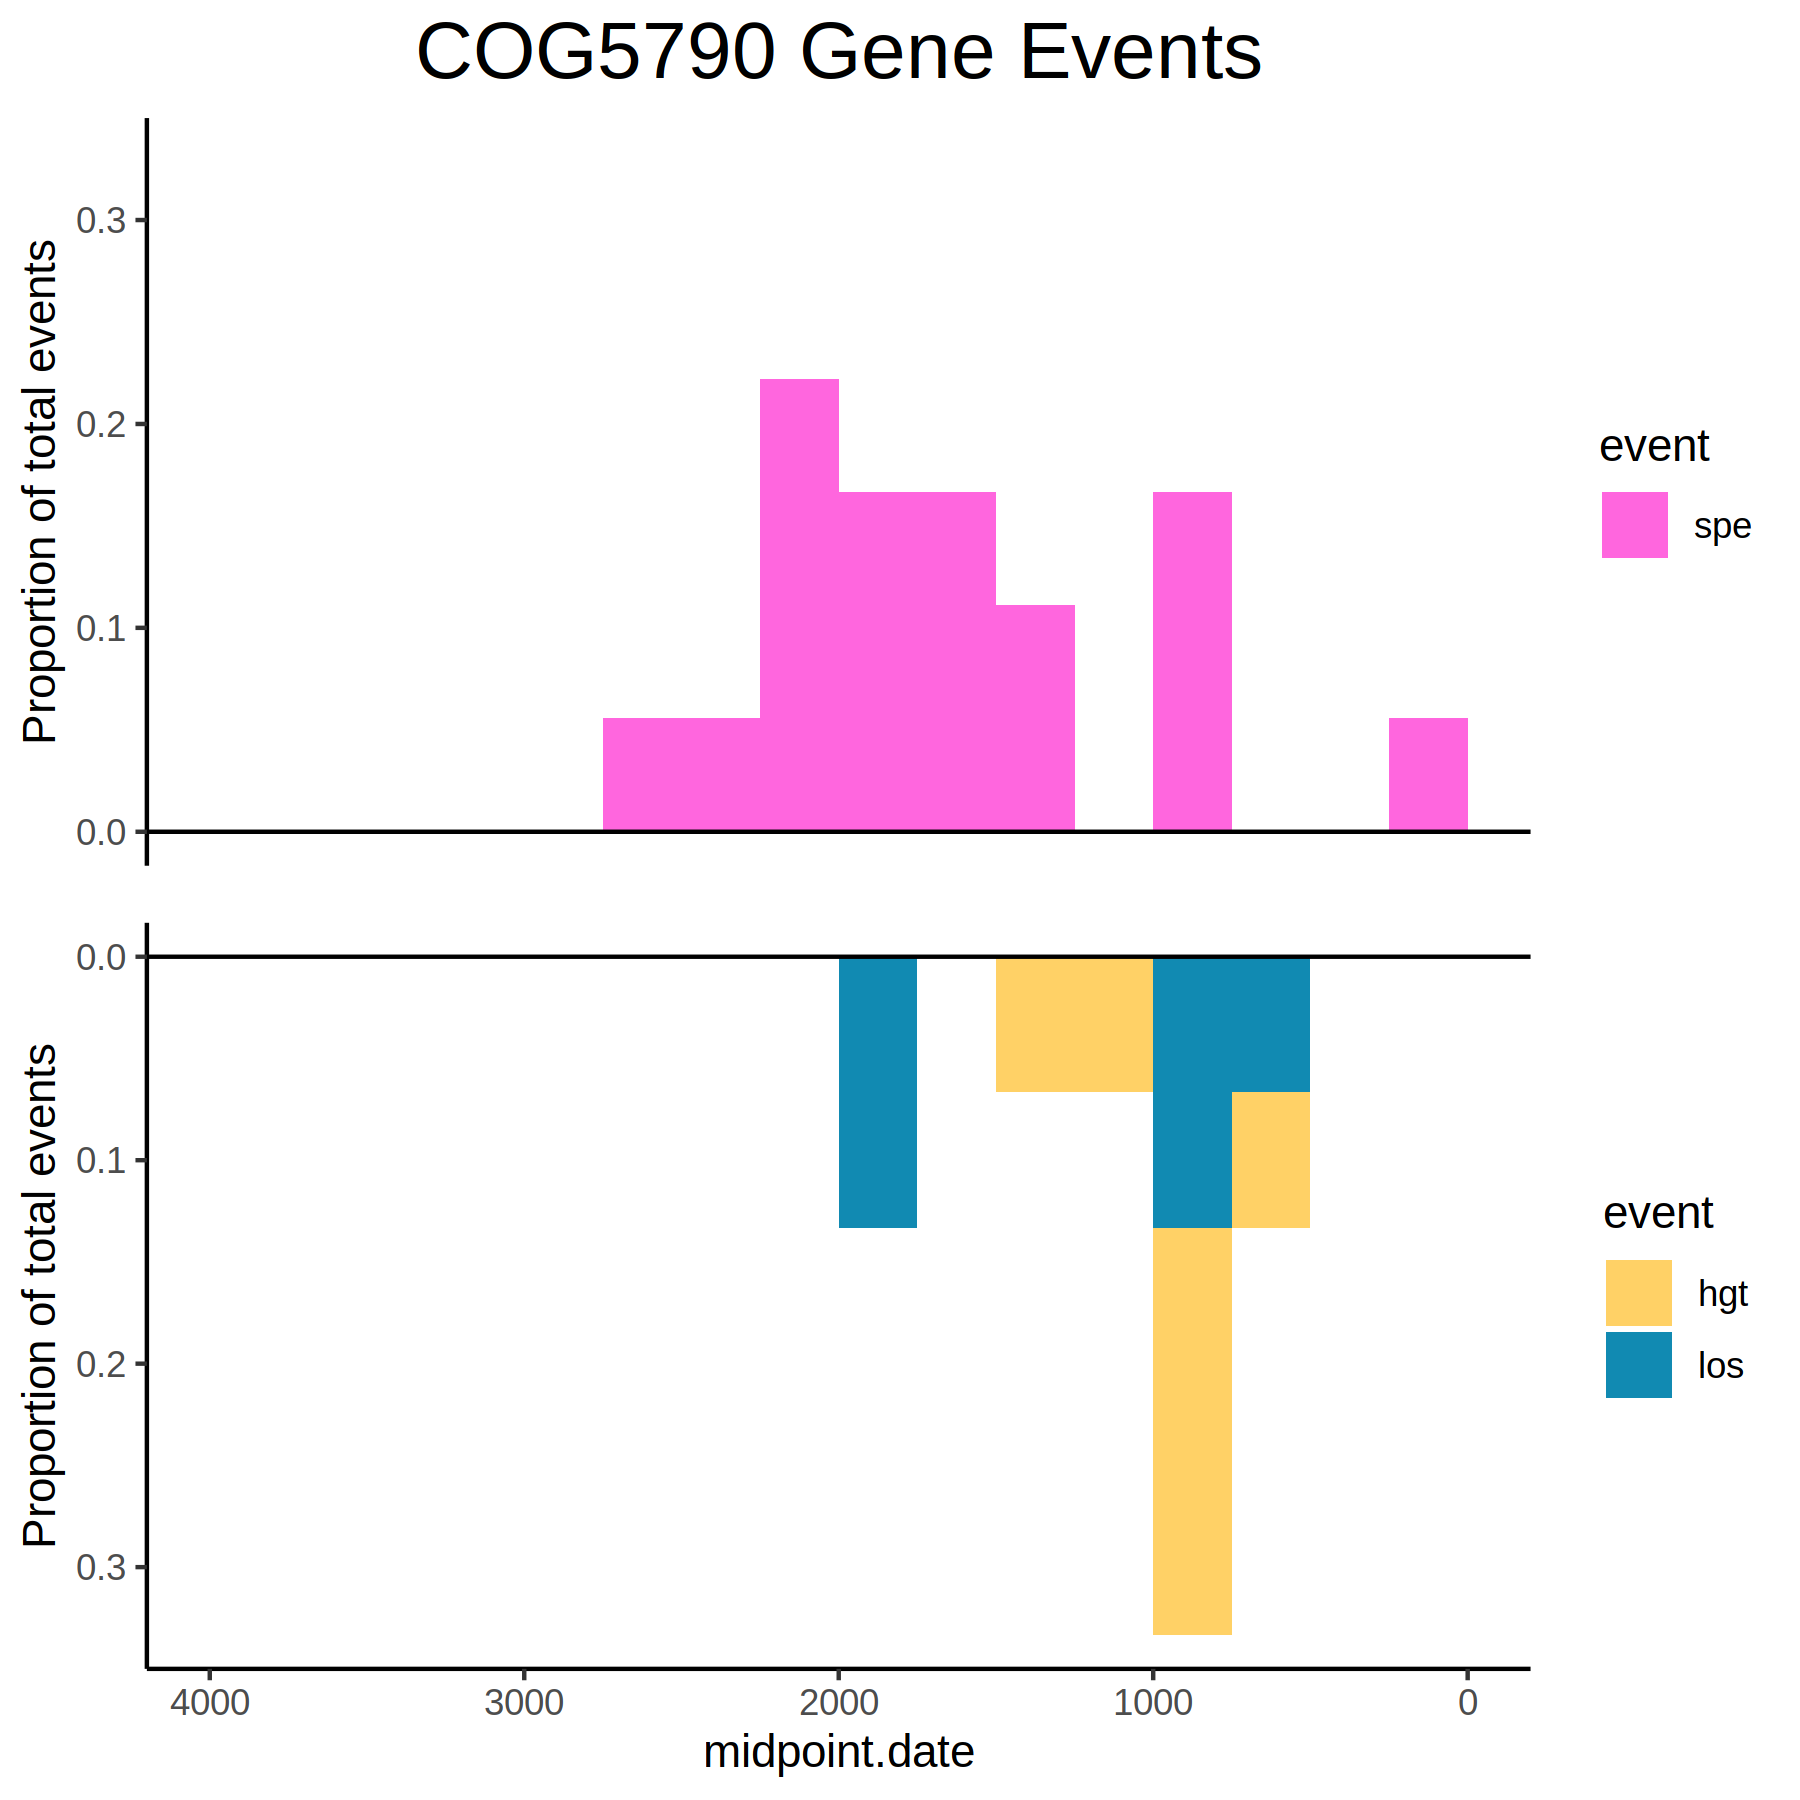 COG5790 Gene Events
Proportion of total events
0.3
0.2
0.1
0.0
event
spe
Proportion of total events
0.0
0.1
0.2
0.3
event
hgt
los
4000 3000 2000 1000 0
midpoint.date